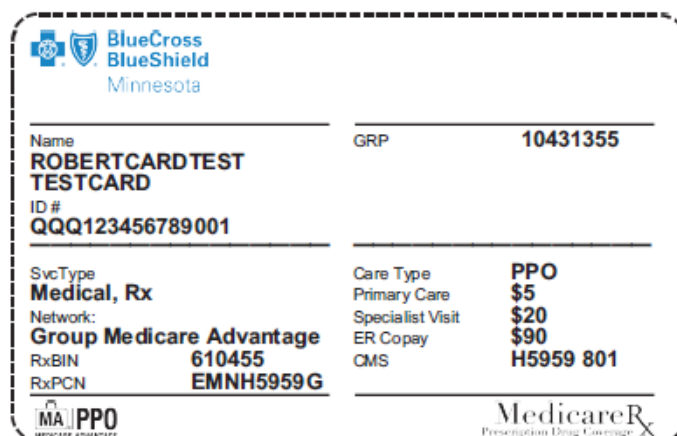 BlueCross
BlueShield
Minnesota
Name
ROBERTCARDTEST
TESTCARD
ID #
QQQ123456789001
GRP 10431355
SvcType
Medical, Rx
Network:
Group Medicare Advantage
RxBIN 610455
RxPCN EMNH5959G
Care Type PPO
Primary Care $5
Specialist Visit $20
ER Copay $90
CMS H5959 801
MA PPO
MEDICARE ADVANTAGE
MedicareRx
Prescription Drug Coverage